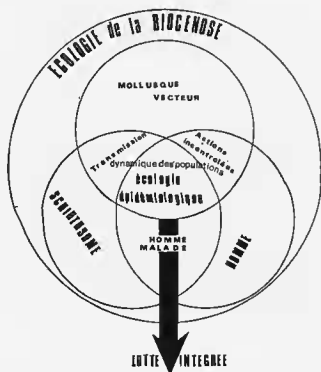 ECOLOGIE de la BIOCENOSE
MOLLUSQUE
VECTEUR
Transmission
Actions
incontrolées
dynamique des populations
écologie
épidémiologique
SCHISTOSOME
HOMME
MALADE
HOMME
LUTTE INTEGREE